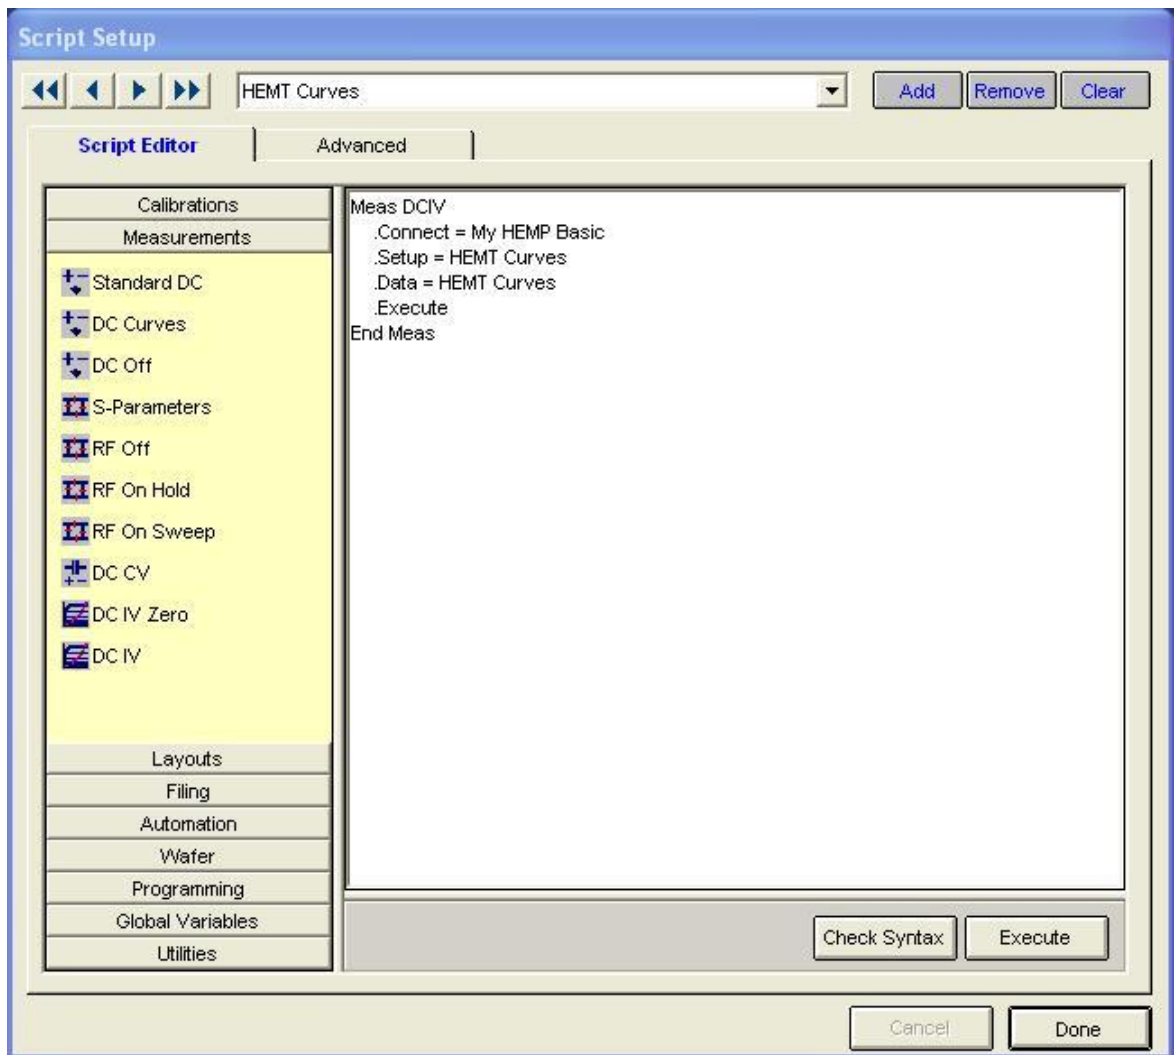 Script Setup
HEMT Curves
Add
Remove
Clear
Script Editor
Advanced
Calibrations
Measurements
Standard DC
DC Curves
DC Off
S-Parameters
RF Off
RF On Hold
RF On Sweep
DC CV
DC IV Zero
DC IV
Layouts
Filing
Automation
Wafer
Programming
Global Variables
Utilities
Meas DCIV
.Connect = My HEMP Basic
.Setup = HEMT Curves
.Data = HEMT Curves
.Execute
End Meas
Check Syntax
Execute
Cancel
Done